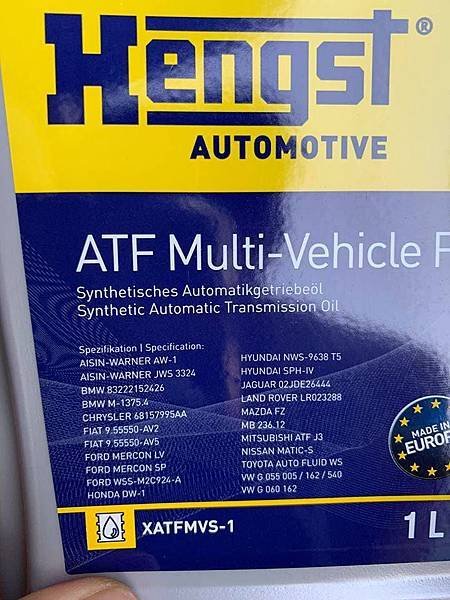 Hengst®
AUTOMOTIVE
ATF Multi-Vehicle F
Synthetisches Automatikgetriebeöl
Synthetic Automatic Transmission Oil
Spezifikation | Specification:
AISIN-WARNER AW-1
AISIN-WARNER JWS 3324
BMW 83222152426
BMW M-1375.4
CHRYSLER 68157995AA
FIAT 9.55550-AV2
FIAT 9.55550-AV5
FORD MERCON LV
FORD MERCON SP
FORD WSS-M2C924-A
HONDA DW-1
HYUNDAI NWS-9638 T5
HYUNDAI SPH-IV
JAGUAR 02JDE26444
LAND ROVER LR023288
MAZDA FZ
MB 236.12
MITSUBISHI ATF J3
NISSAN MATIC-S
TOYOTA AUTO FLUID WS
VW G 055 005 / 162 / 540
VW G 060 162
MADE IN
EUROP
XATFMVS-1
1 L